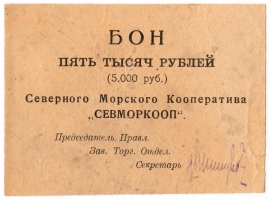 БОН
ПЯТЬ ТЫСЯЧ РУБЛЕЙ
(5.000 руб.)
Северного Морского Кооператива
„СЕВМОРКООП“.
Председатель Правл.
Зав. Торг. Отдел.
Секретарь